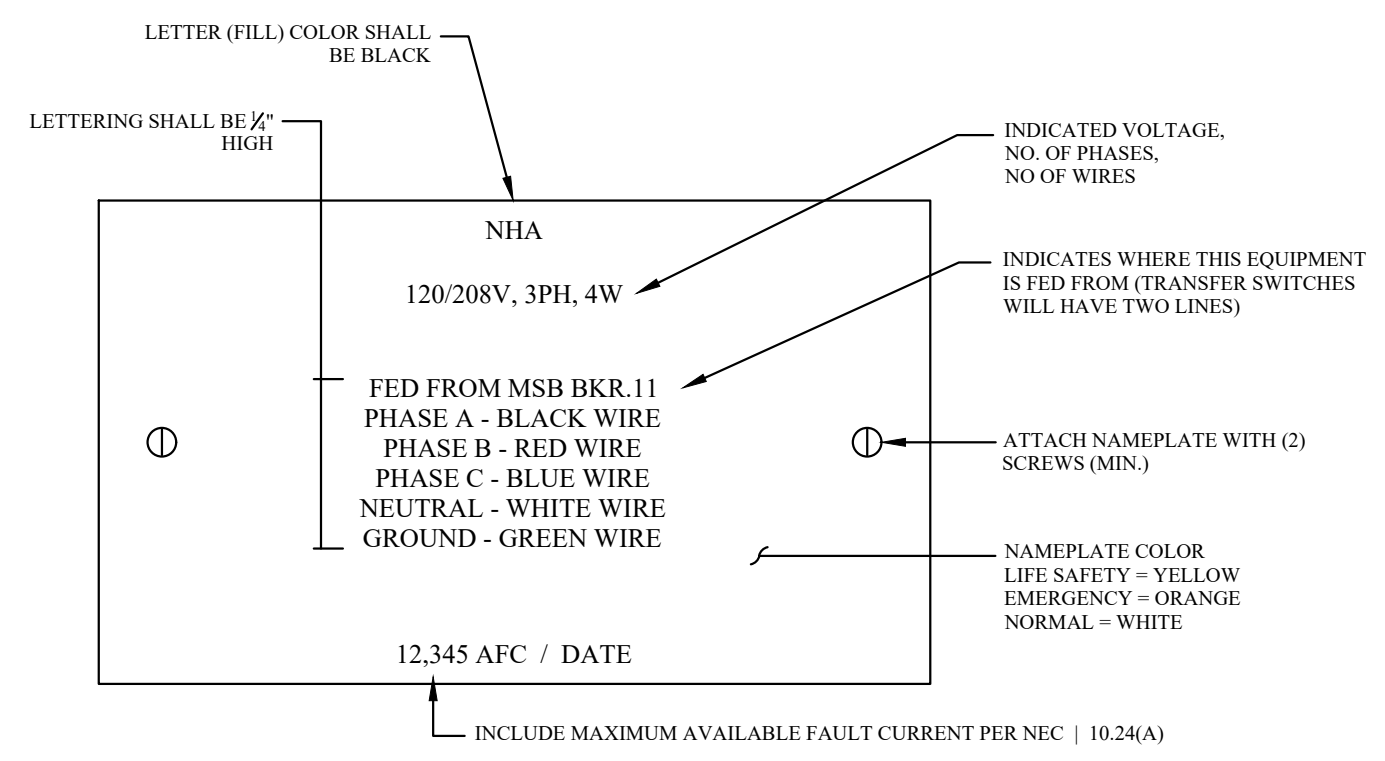 LETTER (FILL) COLOR SHALL
BE BLACK
LETTERING SHALL BE 1/4"
HIGH
INDICATED VOLTAGE,
NO. OF PHASES,
NO OF WIRES
NHA
120/208V, 3PH, 4W
INDICATES WHERE THIS EQUIPMENT
IS FED FROM (TRANSFER SWITCHES
WILL HAVE TWO LINES)
FED FROM MSB BKR.11
PHASE A - BLACK WIRE
PHASE B - RED WIRE
PHASE C - BLUE WIRE
NEUTRAL - WHITE WIRE
GROUND - GREEN WIRE
ATTACH NAMEPLATE WITH (2)
SCREWS (MIN.)
NAMEPLATE COLOR
LIFE SAFETY = YELLOW
EMERGENCY = ORANGE
NORMAL = WHITE
12,345 AFC / DATE
INCLUDE MAXIMUM AVAILABLE FAULT CURRENT PER NEC | 10.24(A)